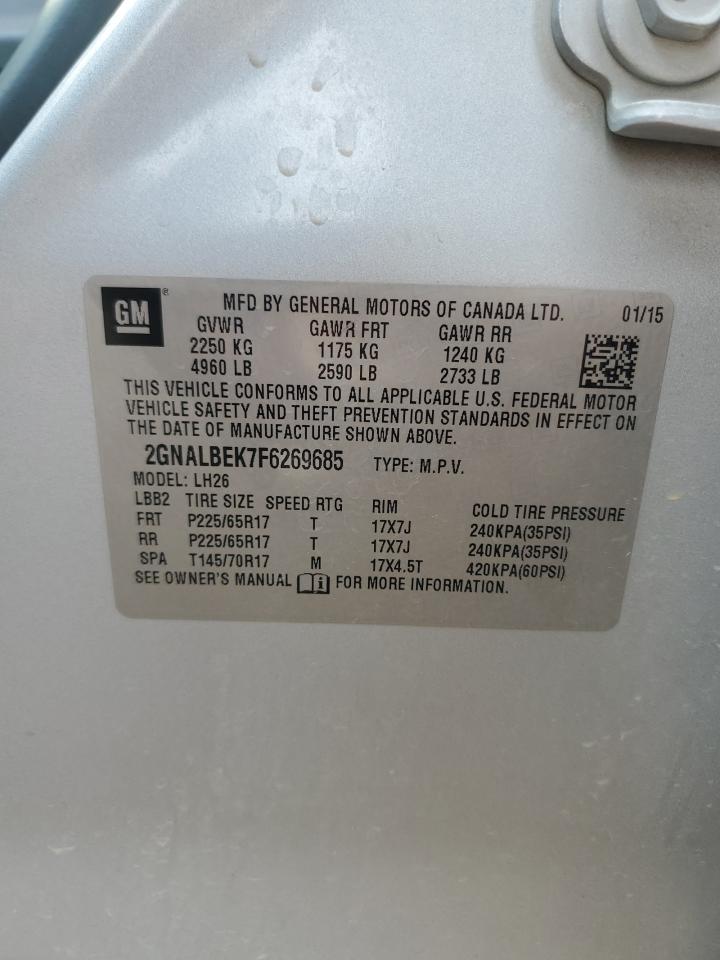 GM® MFD BY GENERAL MOTORS OF CANADA LTD. 01/15
GVWR GAWR FRT GAWR RR
2250 KG 1175 KG 1240 KG
4960 LB 2590 LB 2733 LB
THIS VEHICLE CONFORMS TO ALL APPLICABLE U.S. FEDERAL MOTOR
VEHICLE SAFETY AND THEFT PREVENTION STANDARDS IN EFFECT ON
THE DATE OF MANUFACTURE SHOWN ABOVE.
2GNALBEK7F6269685 TYPE: M.P.V.
MODEL: LH26
LBB2 TIRE SIZE SPEED RTG RIM COLD TIRE PRESSURE
FRT P225/65R17 T 17X7J 240KPA(35PSI)
RR P225/65R17 T 17X7J 240KPA(35PSI)
SPA T145/70R17 M 17X4.5T 420KPA(60PSI)
SEE OWNER'S MANUAL i FOR MORE INFORMATION.